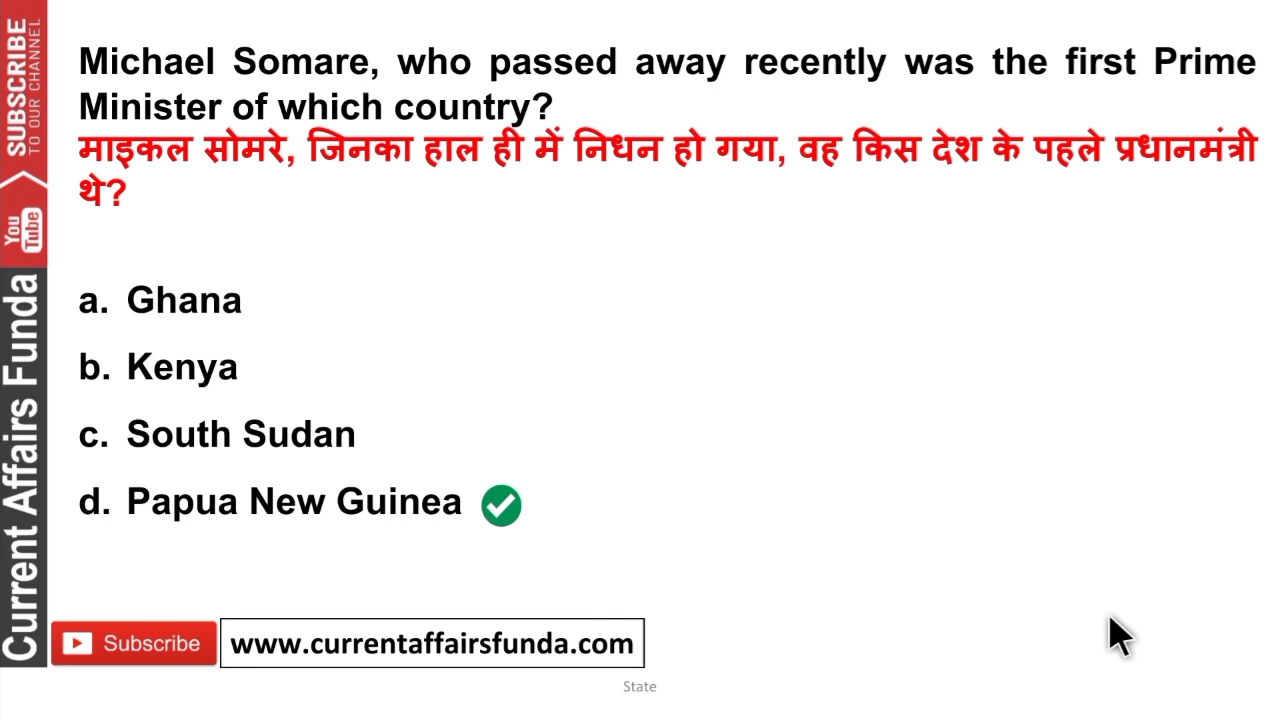 Michael Somare, who passed away recently was the first Prime
Minister of which country?
माइकल सोमरे, जिनका हाल ही में निधन हो गया, वह किस देश के पहले प्रधानमंत्री
थे?
a. Ghana
b. Kenya
c. South Sudan
d. Papua New Guinea
SUBSCRIBE
TO OUR CHANNEL
You
Tube
Current Affairs Funda
Subscribe
www.currentaffairsfunda.com
State